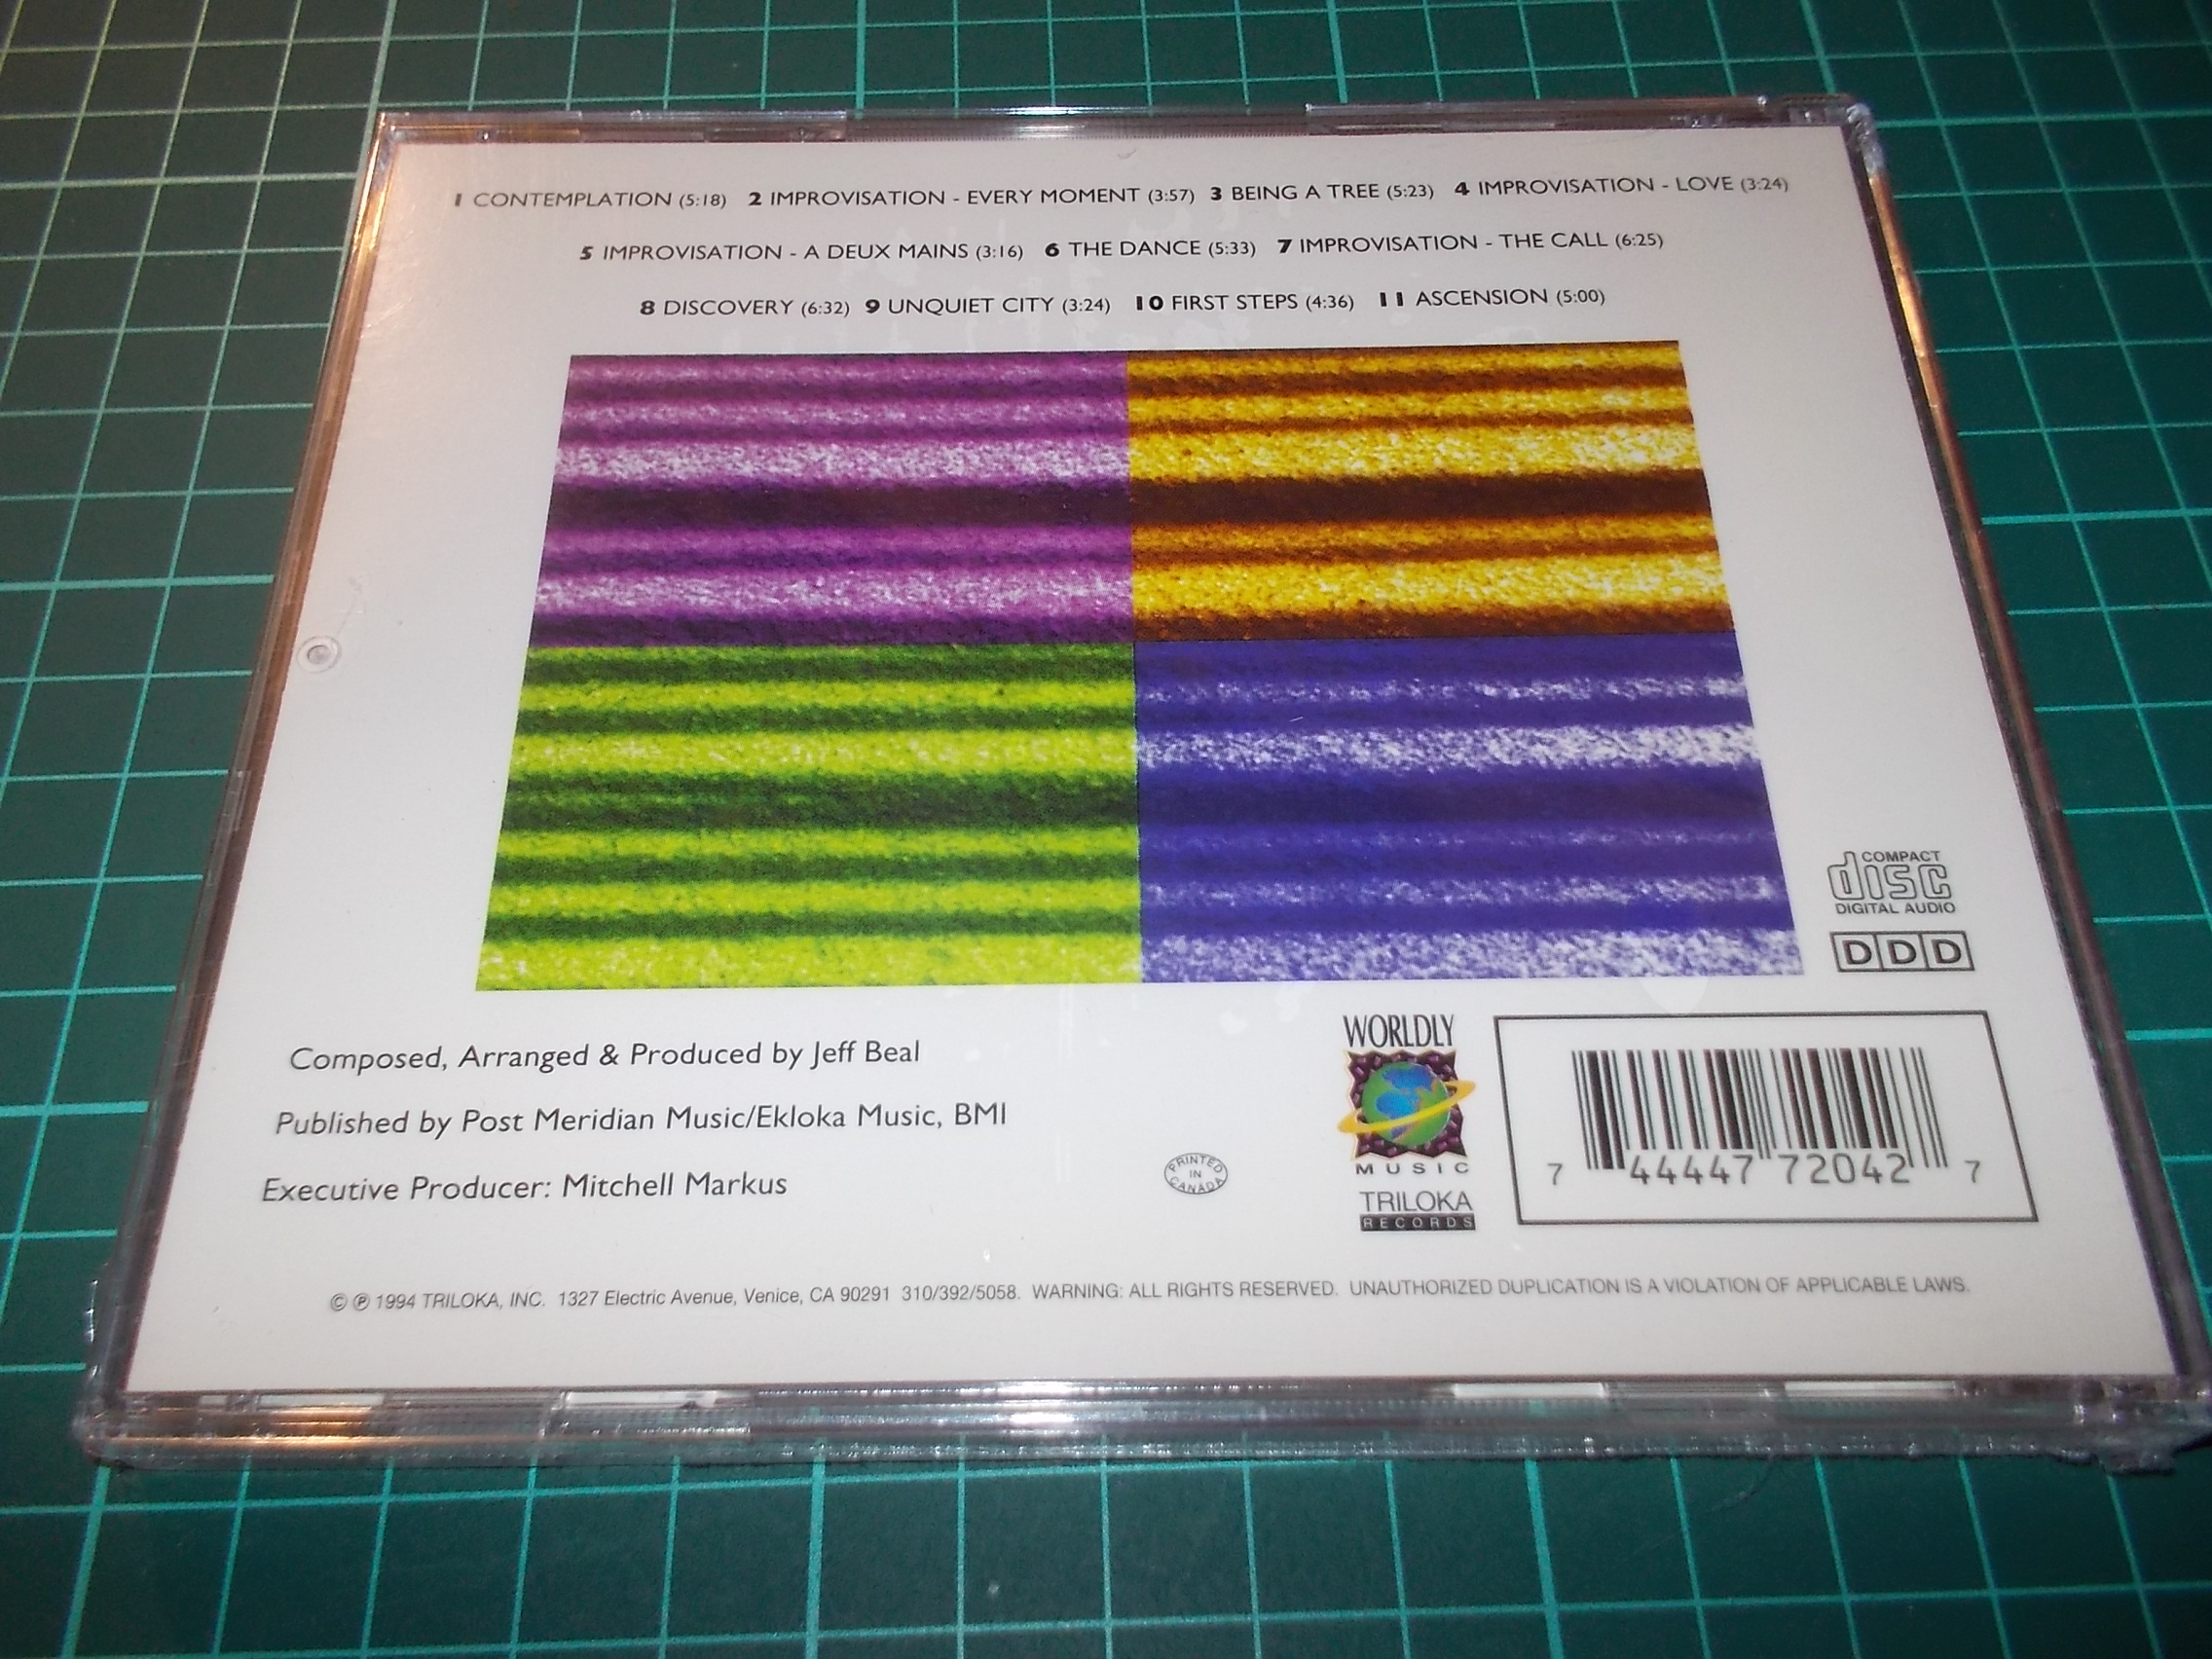 1 CONTEMPLATION (5:18) 2 IMPROVISATION - EVERY MOMENT (3:57) 3 BEING A TREE (5:23) 4 IMPROVISATION - LOVE (3:24)
5 IMPROVISATION - A DEUX MAINS (3:16) 6 THE DANCE (5:33) 7 IMPROVISATION - THE CALL (6:25)
8 DISCOVERY (6:32) 9 UNQUIET CITY (3:24) 10 FIRST STEPS (4:36) 11 ASCENSION (5:00)
COMPACT
disc
DIGITAL AUDIO
DDD
Composed, Arranged & Produced by Jeff Beal
Published by Post Meridian Music/Ekloka Music, BMI
Executive Producer: Mitchell Markus
PRINTED
IN
CANADA
WORLDLY
MUSIC
TRILOKA
RECORDS
7 44447 72042 7
© ℗ 1994 TRILOKA, INC. 1327 Electric Avenue, Venice, CA 90291 310/392/5058. WARNING: ALL RIGHTS RESERVED. UNAUTHORIZED DUPLICATION IS A VIOLATION OF APPLICABLE LAWS.